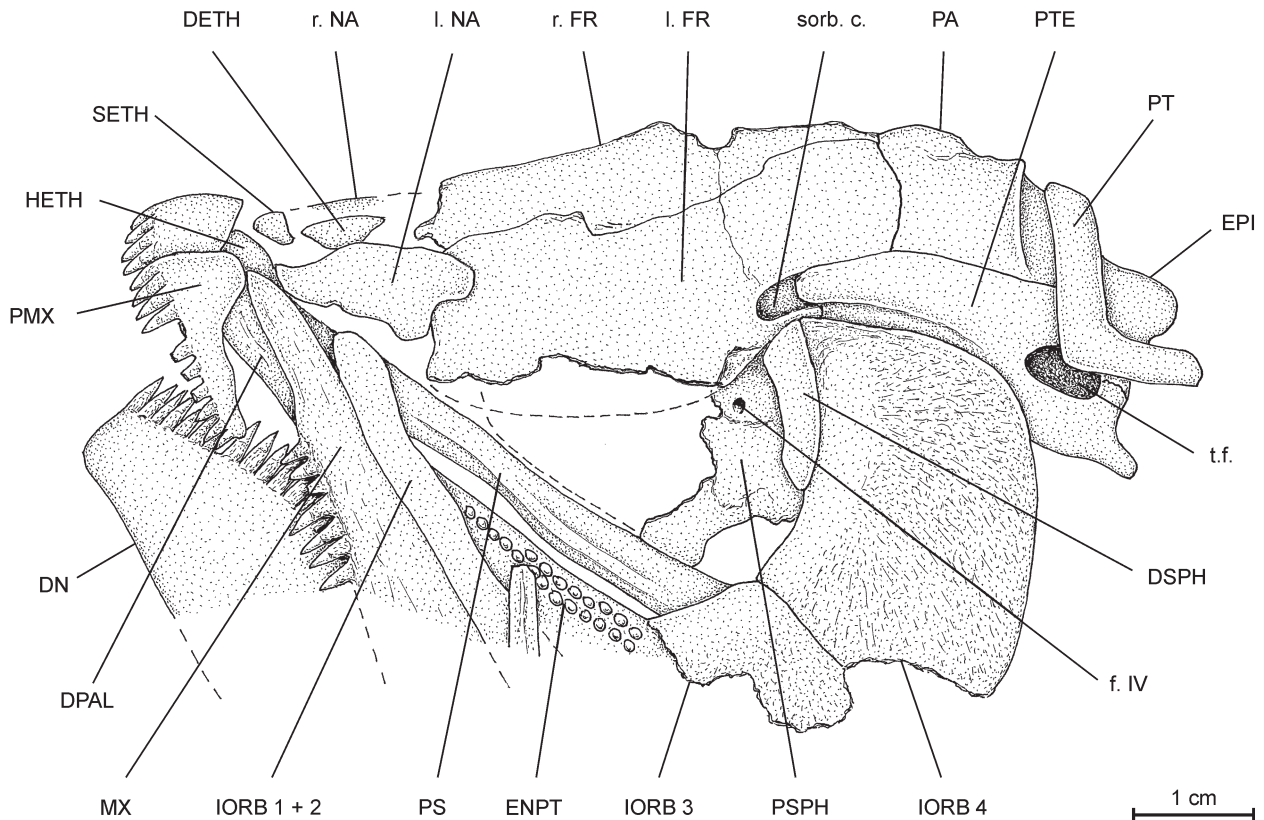 DETH r. NA l. NA r. FR l. FR sorb. c. PA PTE
PT
SETH
HETH
EPI
PMX
t.f.
DN
DSPH
DPAL
f. IV
MX IORB 1 + 2 PS ENPT IORB 3 PSPH IORB 4
1 cm